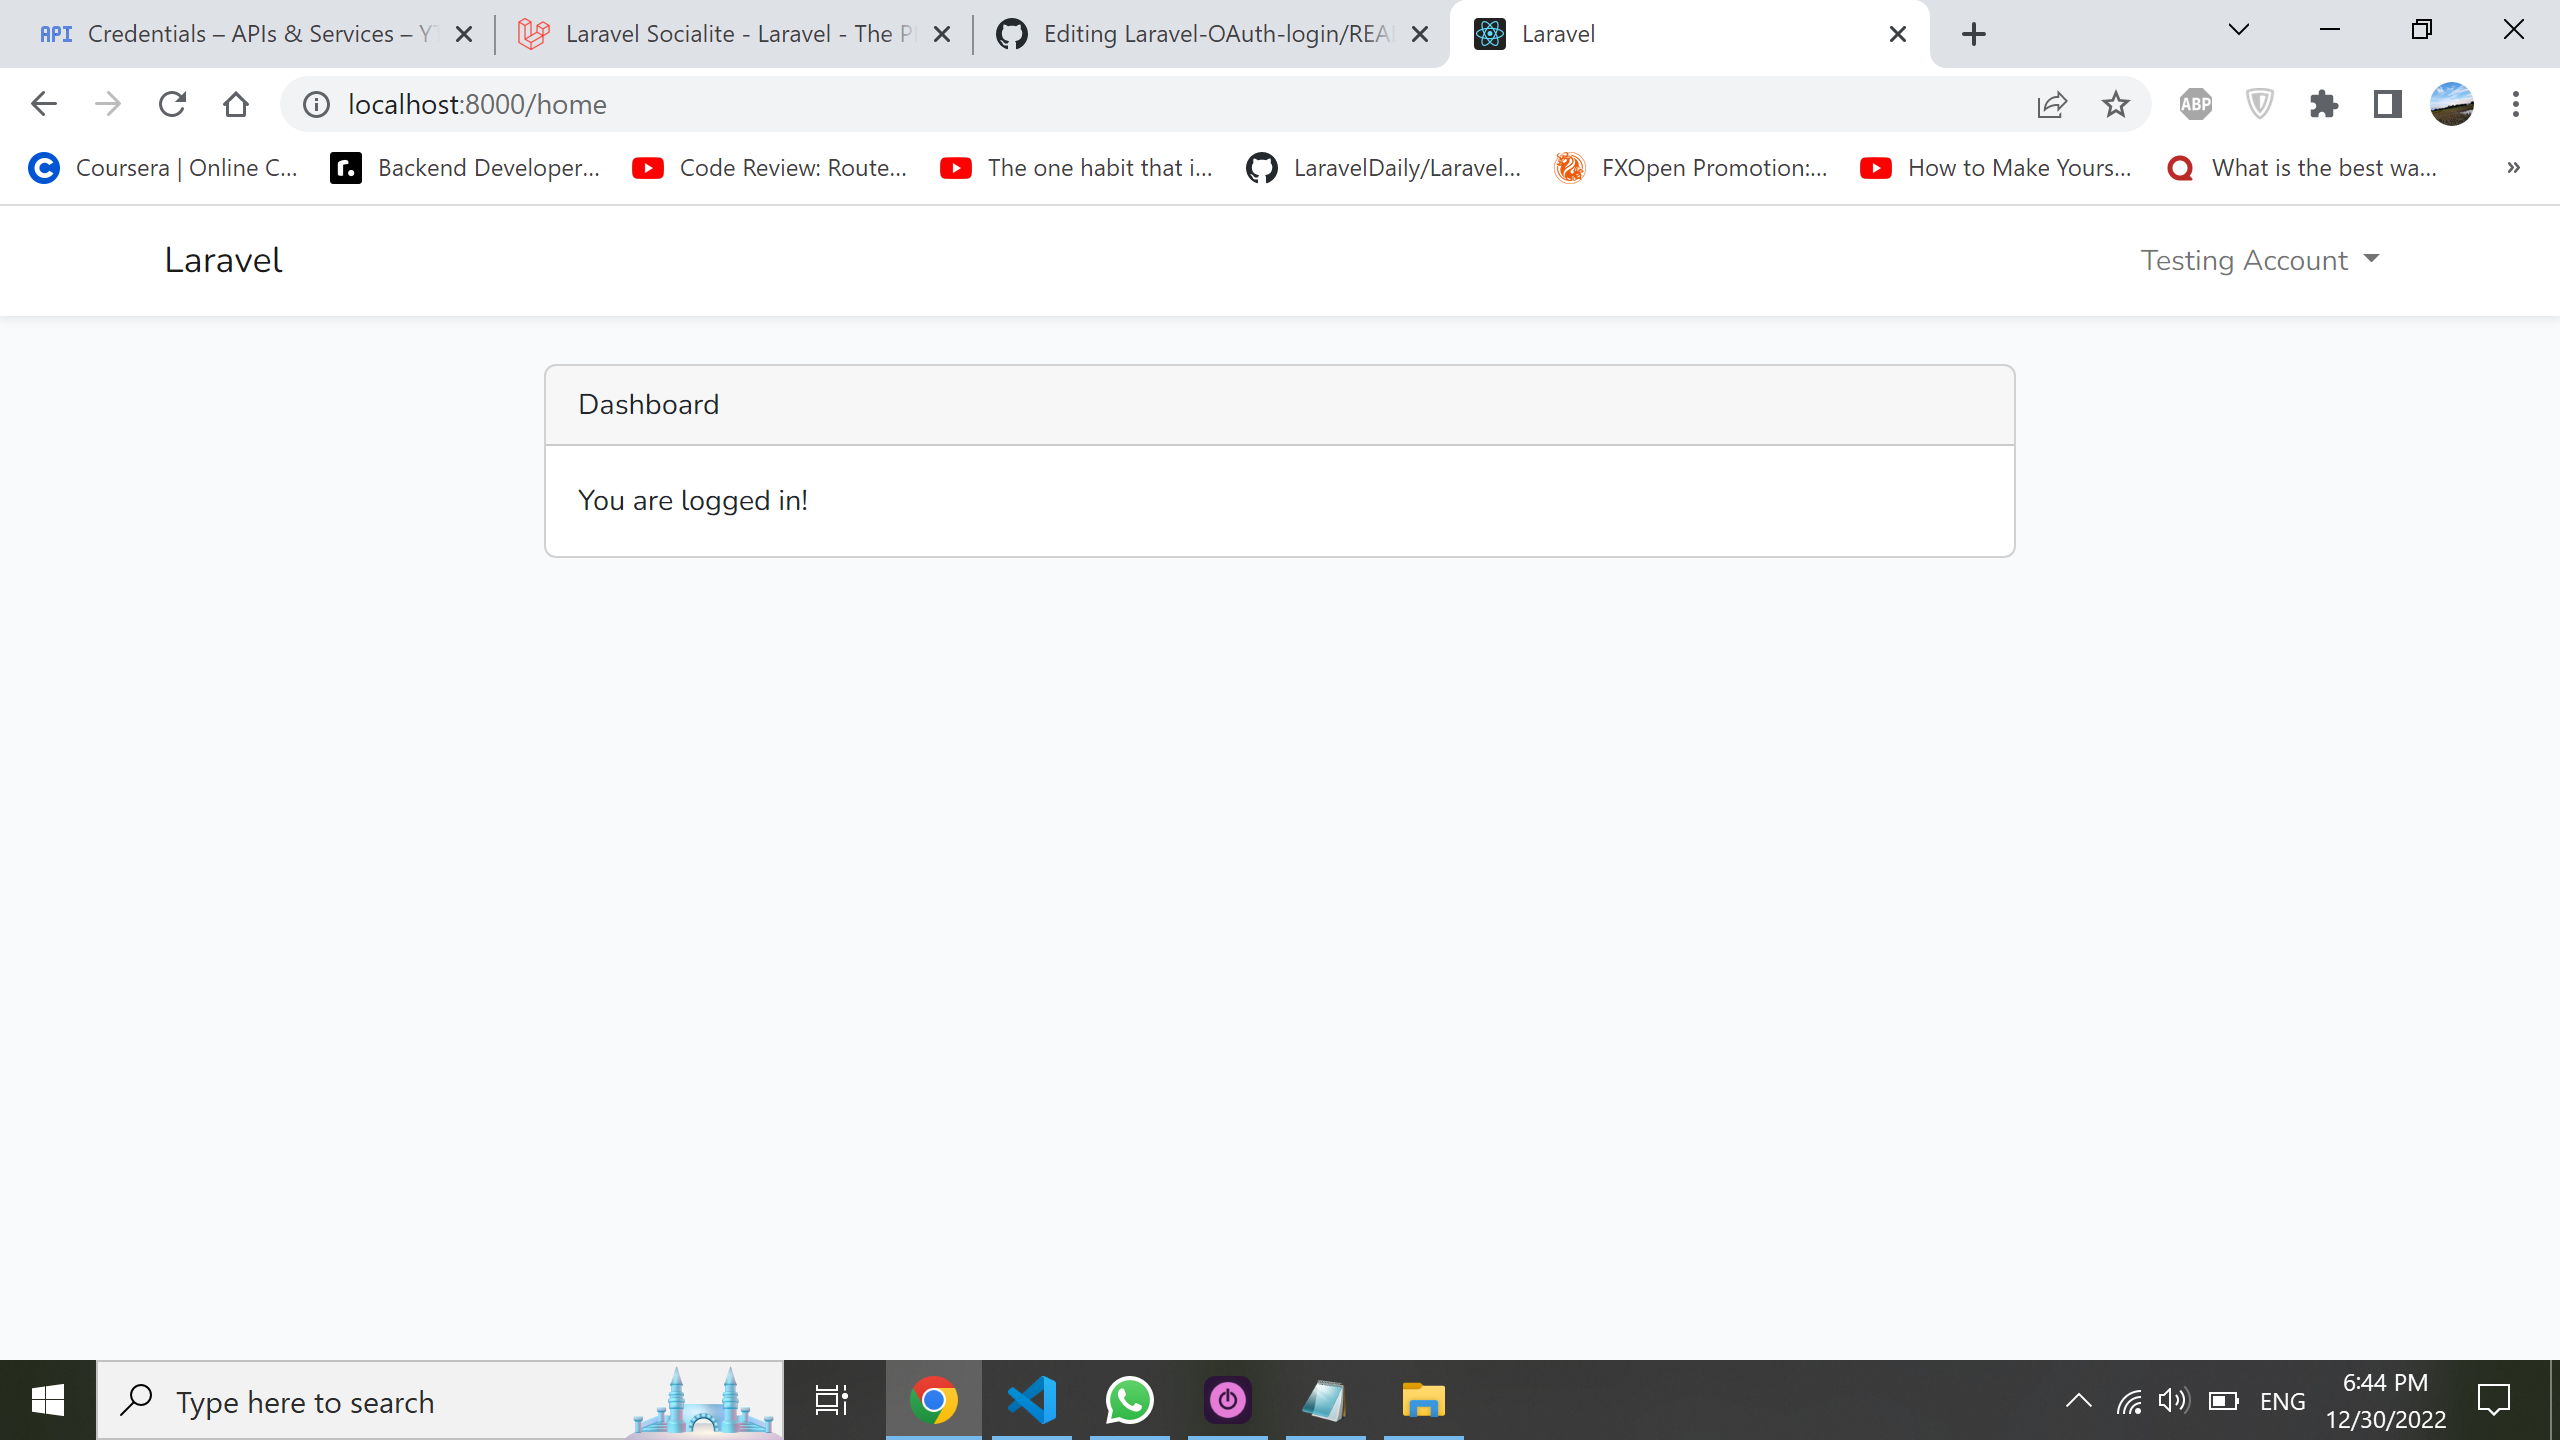 API Credentials – APIs & Services – YT
Laravel Socialite - Laravel - The P
Editing Laravel-OAuth-login/REA
Laravel
localhost:8000/home
ABP
Coursera | Online C...
Backend Developer...
Code Review: Route...
The one habit that i...
LaravelDaily/Laravel...
FXOpen Promotion:...
How to Make Yours...
What is the best wa...
»
Laravel
Testing Account
Dashboard
You are logged in!
Type here to search
ENG
6:44 PM
12/30/2022